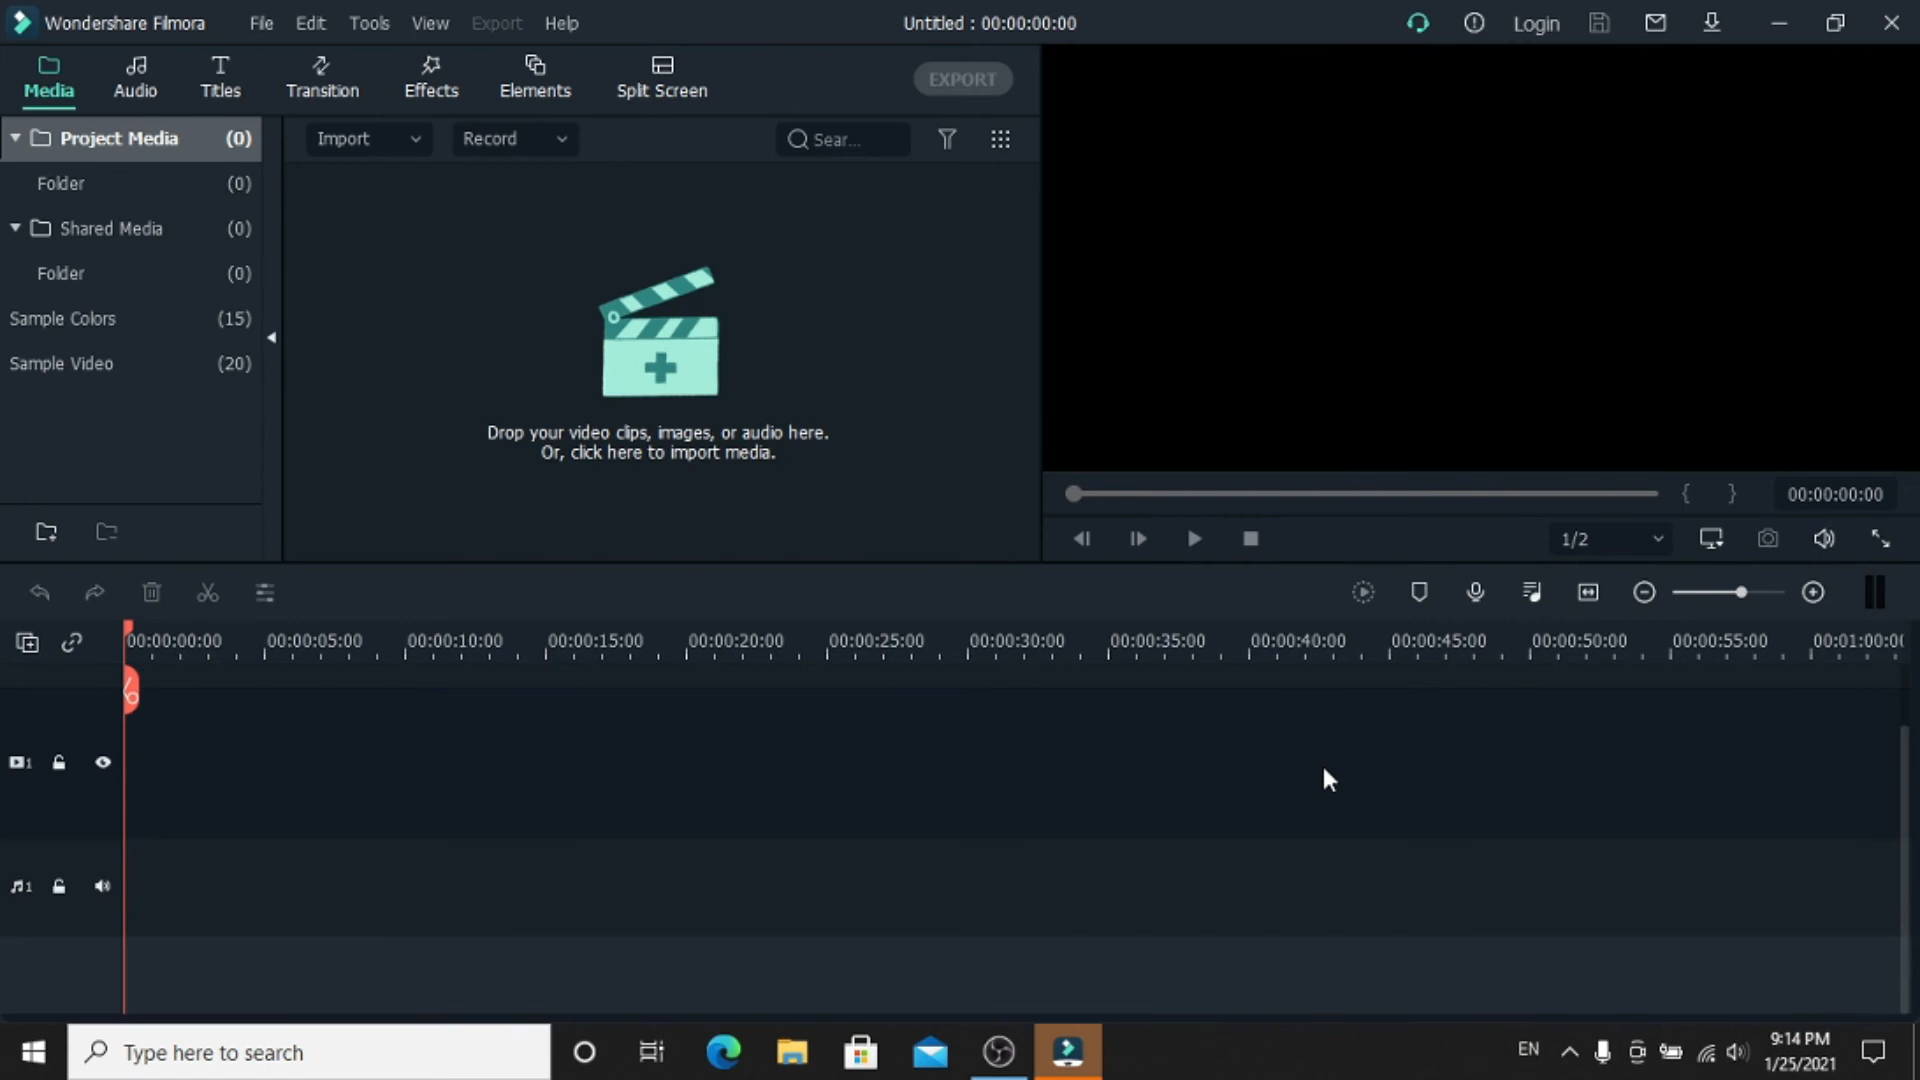 Wondershare Filmora File Edit Tools View Export Help Untitled : 00:00:00:00 Login
Media Audio Titles Transition Effects Elements Split Screen EXPORT
Project Media (0) Import Record Sear...
Folder (0)
Shared Media (0)
Folder (0)
Sample Colors (15)
Sample Video (20)
Drop your video clips, images, or audio here.
Or, click here to import media.
{ } 00:00:00:00
1/2
00:00:00:00 00:00:05:00 00:00:10:00 00:00:15:00 00:00:20:00 00:00:25:00 00:00:30:00 00:00:35:00 00:00:40:00 00:00:45:00 00:00:50:00 00:00:55:00 00:01:00:0
1
1
Type here to search EN 9:14 PM
1/25/2021